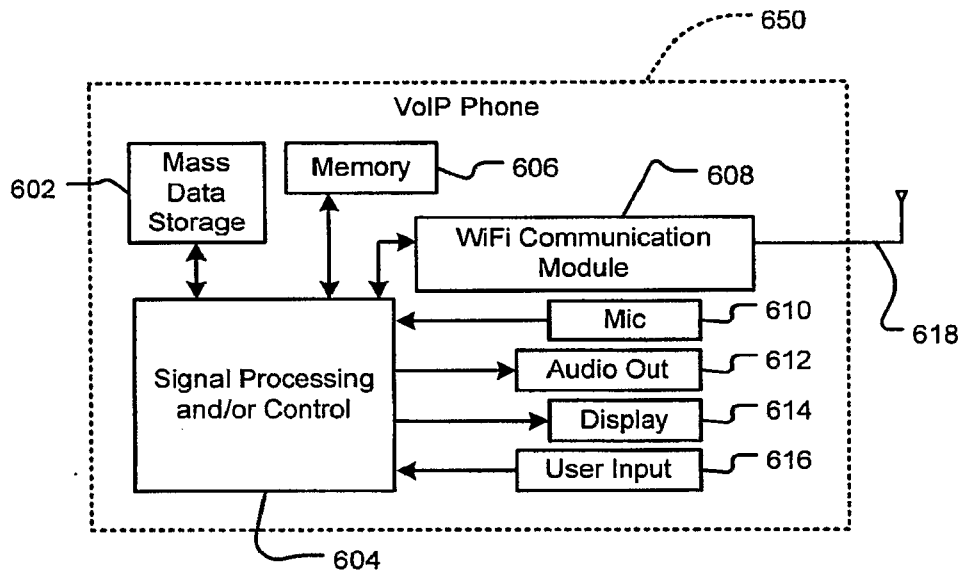 650
VoIP Phone
Mass
Data
Storage
602
Memory
606
608
WiFi Communication
Module
618
Mic
610
Signal Processing
and/or Control
Audio Out
612
Display
614
User Input
616
604